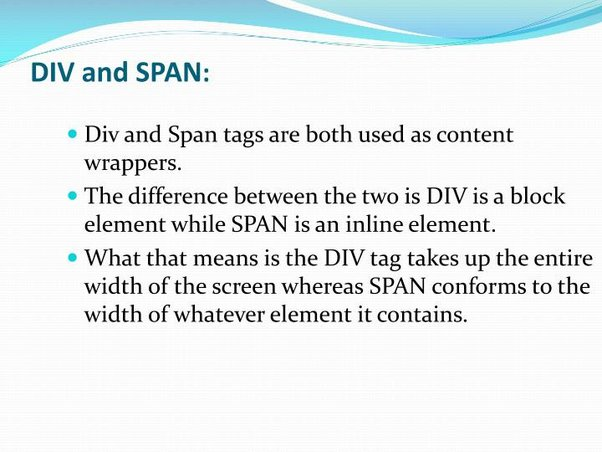 DIV and SPAN:
Div and Span tags are both used as content
wrappers.
The difference between the two is DIV is a block
element while SPAN is an inline element.
What that means is the DIV tag takes up the entire
width of the screen whereas SPAN conforms to the
width of whatever element it contains.